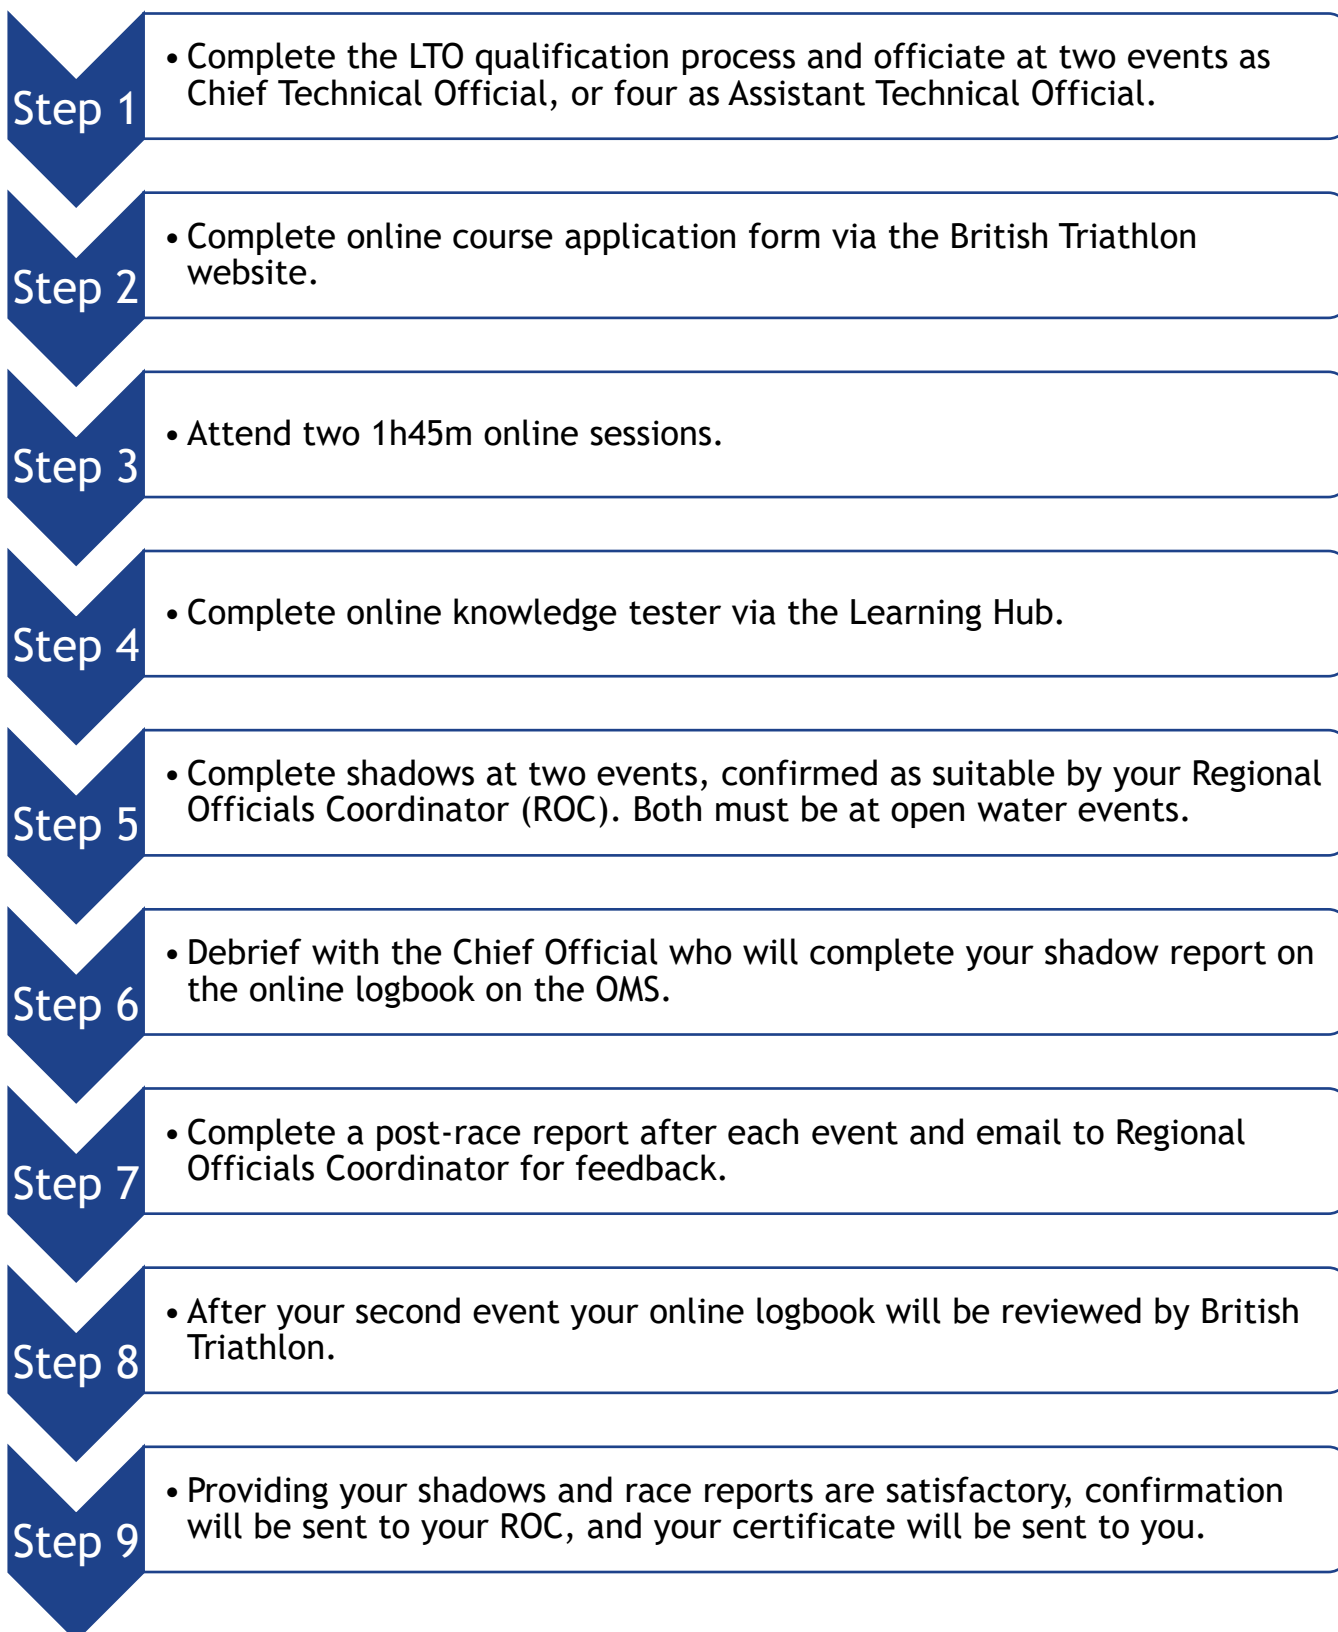 Step 1
• Complete the LTO qualification process and officiate at two events as
Chief Technical Official, or four as Assistant Technical Official.
Step 2
• Complete online course application form via the British Triathlon
website.
Step 3
• Attend two 1h45m online sessions.
Step 4
• Complete online knowledge tester via the Learning Hub.
Step 5
• Complete shadows at two events, confirmed as suitable by your Regional
Officials Coordinator (ROC). Both must be at open water events.
Step 6
• Debrief with the Chief Official who will complete your shadow report on
the online logbook on the OMS.
Step 7
• Complete a post-race report after each event and email to Regional
Officials Coordinator for feedback.
Step 8
• After your second event your online logbook will be reviewed by British
Triathlon.
Step 9
• Providing your shadows and race reports are satisfactory, confirmation
will be sent to your ROC, and your certificate will be sent to you.